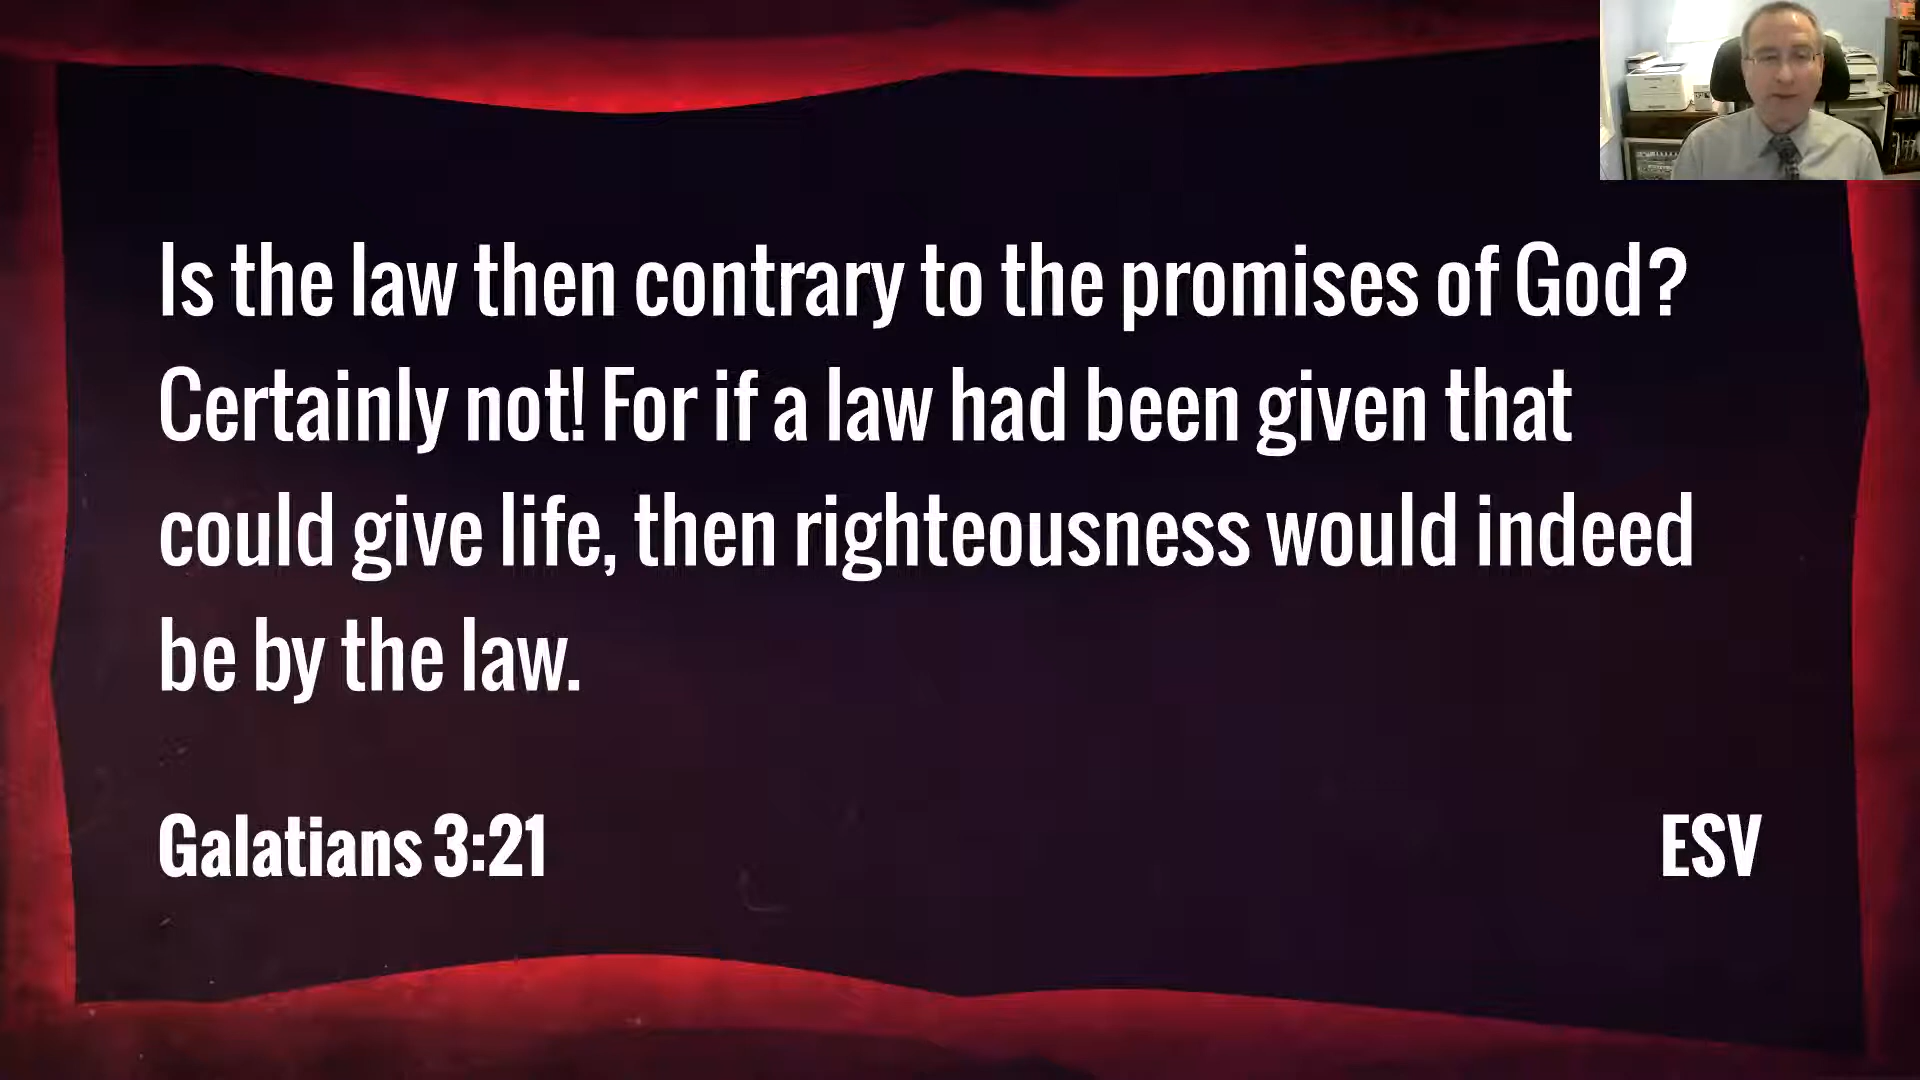 Is the law then contrary to the promises of God?
Certainly not! For if a law had been given that
could give life, then righteousness would indeed
be by the law.
Galatians 3:21
ESV